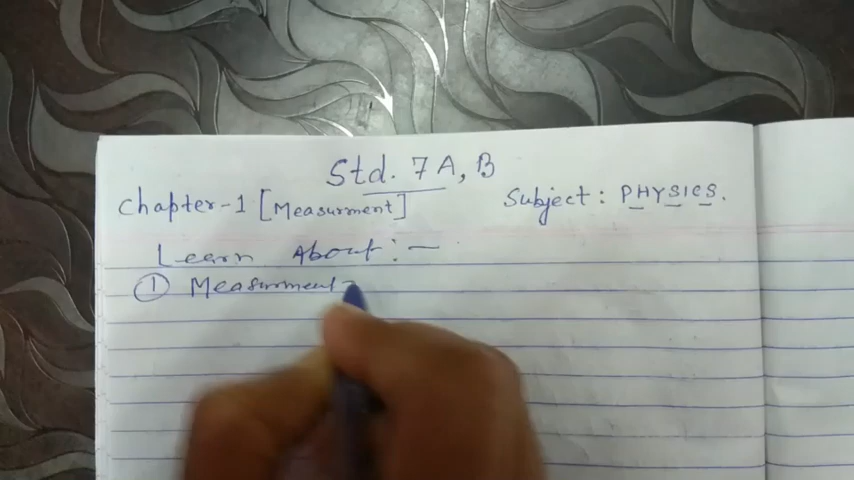 Std. 7A, B
Chapter-1 [Measurment] Subject: PHYSICS.
Learn About:-
① Measurment